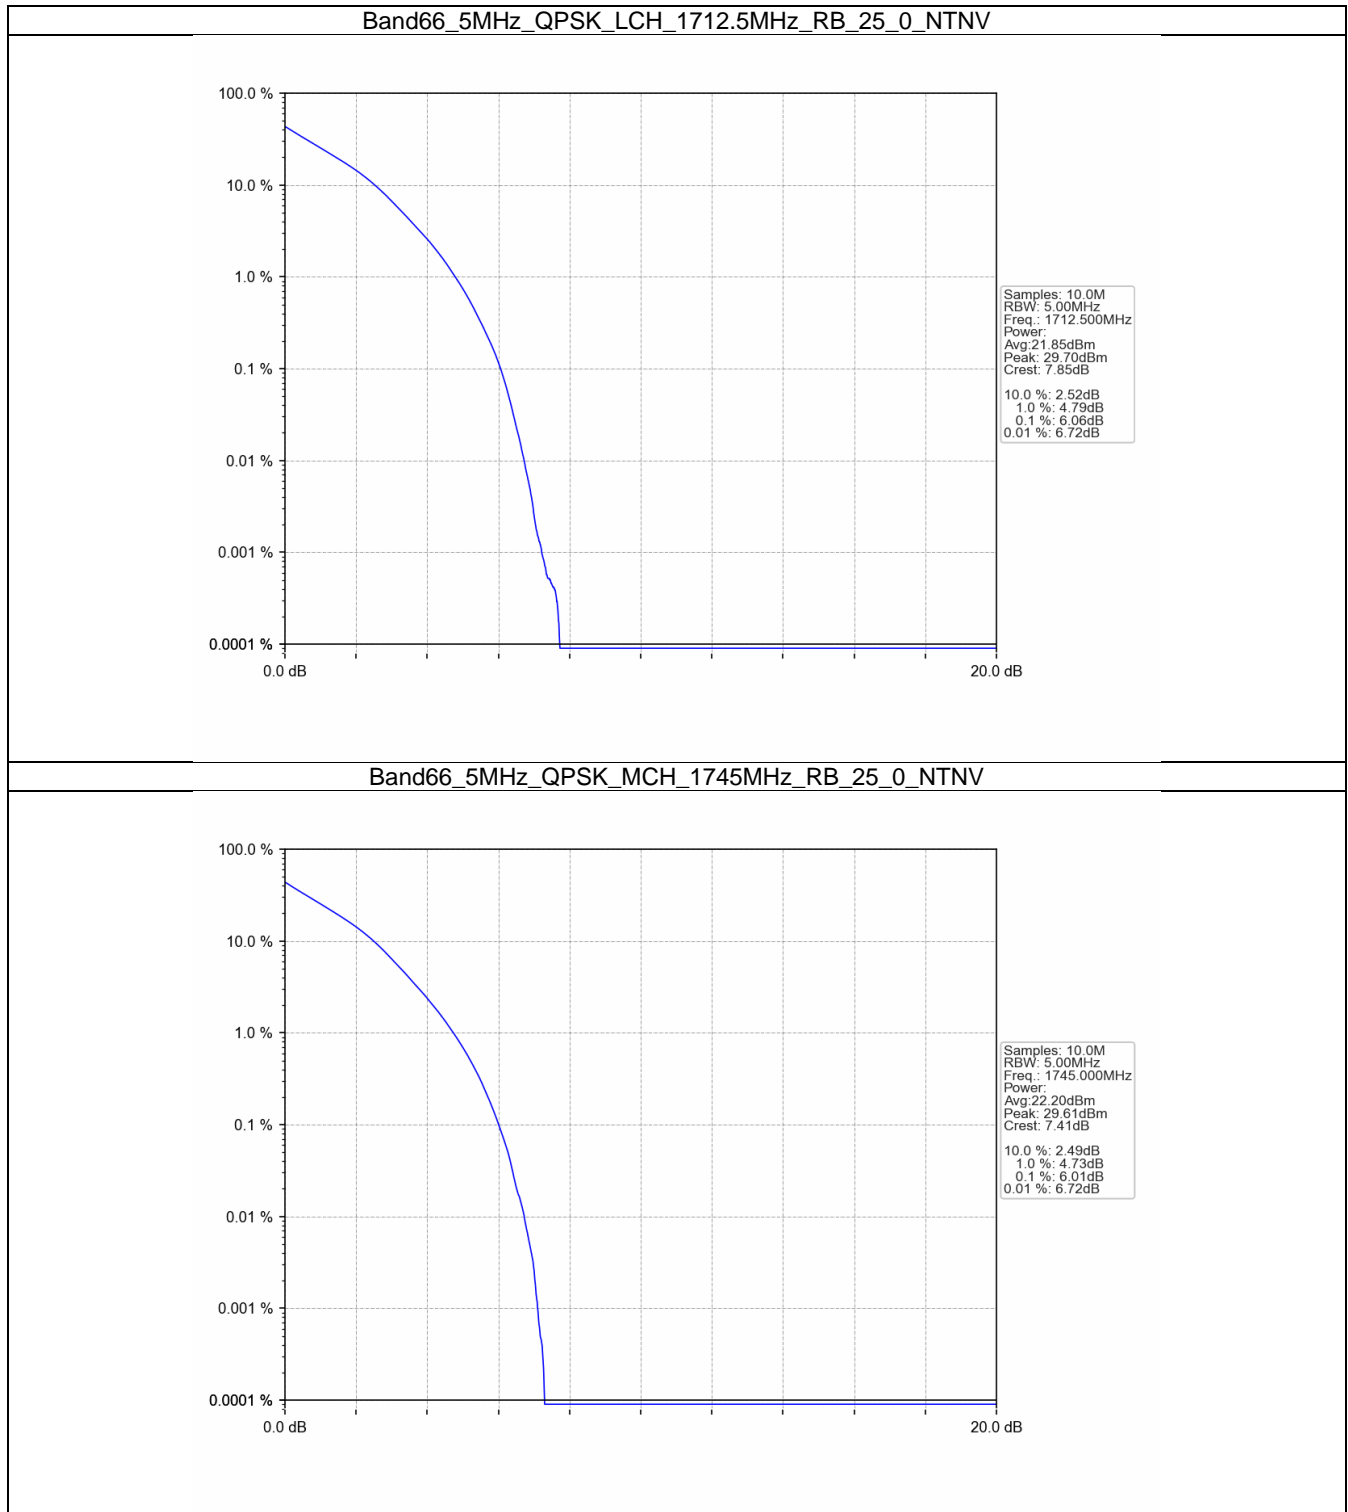 Band66_5MHz_QPSK_LCH_1712.5MHz_RB_25_0_NTNV
100.0 %
10.0 %
1.0 %
0.1 %
0.01 %
0.001 %
0.0001 %
0.0 dB
20.0 dB
Samples: 10.0M
RBW: 5.00MHz
Freq.: 1712.500MHz
Power:
Avg:21.85dBm
Peak: 29.70dBm
Crest: 7.85dB
10.0 %: 2.52dB
1.0 %: 4.79dB
0.1 %: 6.06dB
0.01 %: 6.72dB
Band66_5MHz_QPSK_MCH_1745MHz_RB_25_0_NTNV
100.0 %
10.0 %
1.0 %
0.1 %
0.01 %
0.001 %
0.0001 %
0.0 dB
20.0 dB
Samples: 10.0M
RBW: 5.00MHz
Freq.: 1745.000MHz
Power:
Avg:22.20dBm
Peak: 29.61dBm
Crest: 7.41dB
10.0 %: 2.49dB
1.0 %: 4.73dB
0.1 %: 6.01dB
0.01 %: 6.72dB